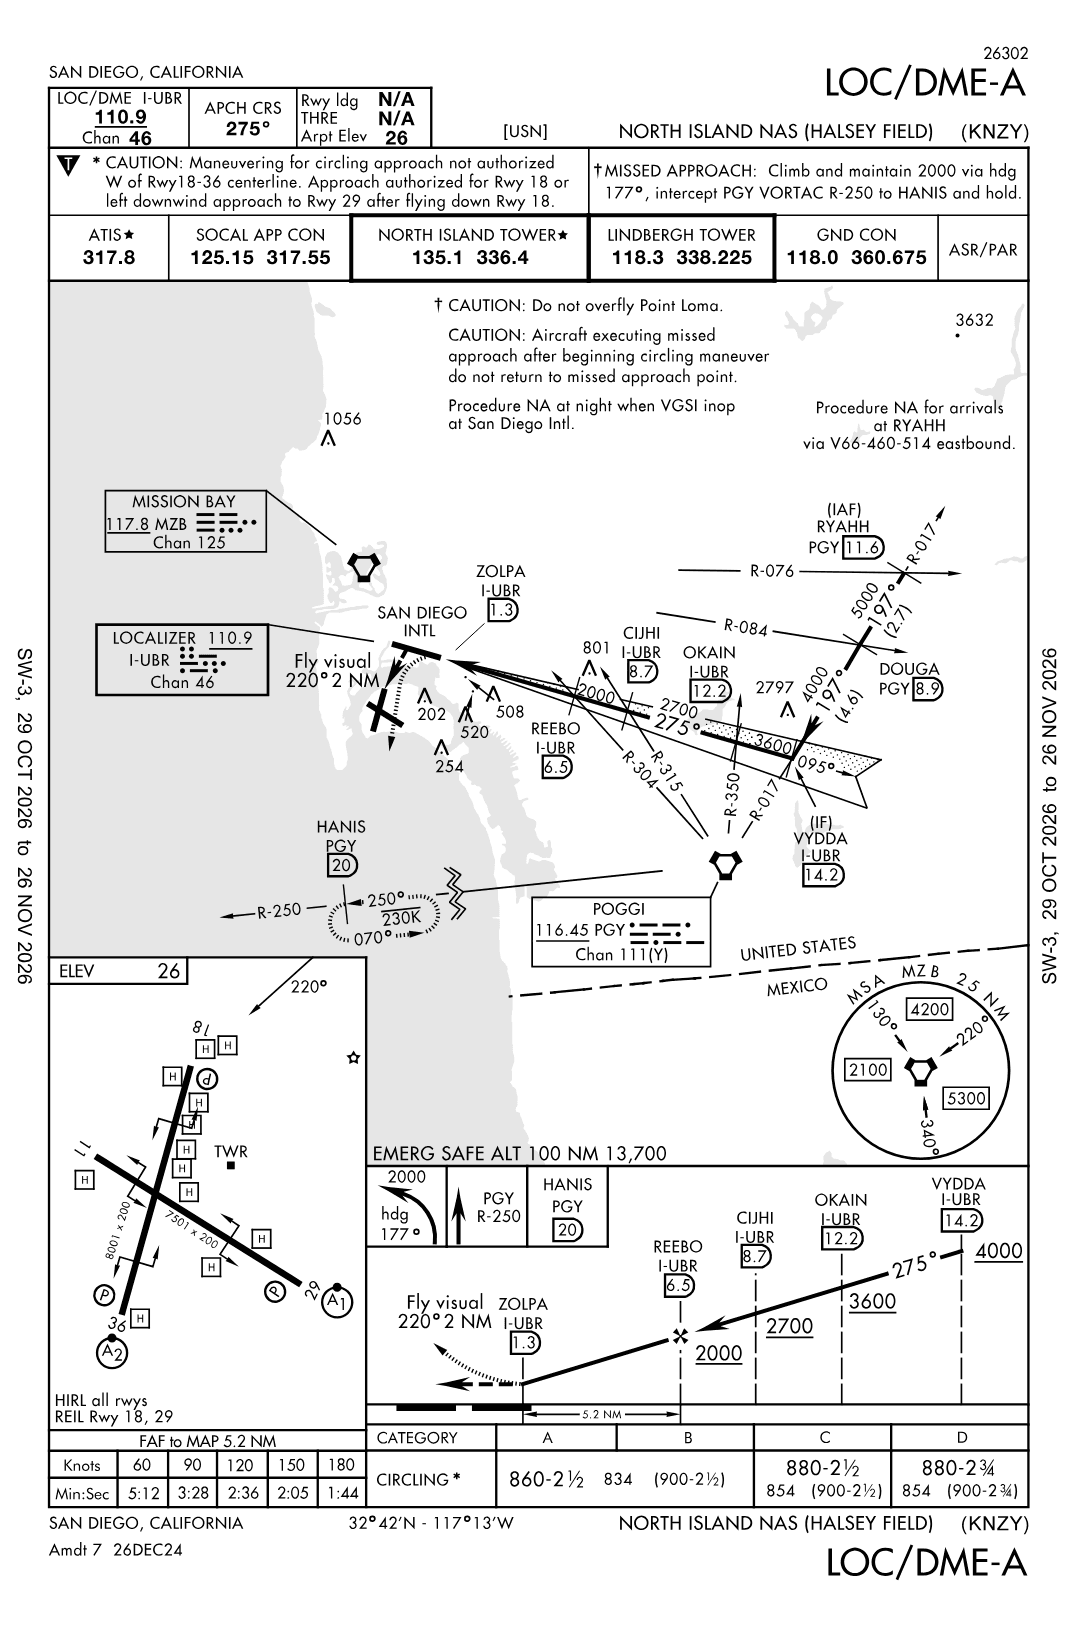 26302
SAN DIEGO, CALIFORNIA
LOC/DME-A
LOC/DME I-UBR
110.9
Chan 46
APCH CRS
275°
Rwy ldg N/A
THRE N/A
Arpt Elev 26
[USN]
NORTH ISLAND NAS (HALSEY FIELD) (KNZY)
T
* CAUTION: Maneuvering for circling approach not authorized
W of Rwy18-36 centerline. Approach authorized for Rwy 18 or
left downwind approach to Rwy 29 after flying down Rwy 18.
†MISSED APPROACH: Climb and maintain 2000 via hdg
177°, intercept PGY VORTAC R-250 to HANIS and hold.
ATIS★
317.8
SOCAL APP CON
125.15 317.55
NORTH ISLAND TOWER★
135.1 336.4
LINDBERGH TOWER
118.3 338.225
GND CON
118.0 360.675
ASR/PAR
† CAUTION: Do not overfly Point Loma.
CAUTION: Aircraft executing missed
approach after beginning circling maneuver
do not return to missed approach point.
Procedure NA at night when VGSI inop
at San Diego Intl.
3632
Procedure NA for arrivals
at RYAHH
via V66-460-514 eastbound.
1056
MISSION BAY
117.8 MZB
Chan 125
(IAF)
RYAHH
PGY 11.6
R-017
R-076
5000
197°
(2.7)
ZOLPA
I-UBR
1.3
SAN DIEGO
INTL
LOCALIZER 110.9
I-UBR
Chan 46
Fly visual
220° 2 NM
R-084
CIJHI
I-UBR
8.7
801
OKAIN
I-UBR
12.2
DOUGA
PGY 8.9
4000
197°
(4.6)
2797
2000
2700
275°
3600
095°
202
508
520
254
REEBO
I-UBR
6.5
R-304
R-315
R-350
R-017
(IF)
VYDDA
I-UBR
14.2
HANIS
PGY
20
R-250
250°
230K
070°
POGGI
116.45 PGY
Chan 111(Y)
UNITED STATES
MEXICO
MSA MZB 25 NM
130°
4200
220°
2100
5300
340°
EMERG SAFE ALT 100 NM 13,700
ELEV 26
220°
18
H
H
H
P
H
H
H
H
H
TWR
11
H
8001 X 200
7501 X 200
H
H
P
P
29
A1
36
H
A2
HIRL all rwys
REIL Rwy 18, 29
2000
hdg
177°
PGY
R-250
HANIS
PGY
20
VYDDA
I-UBR
14.2
OKAIN
I-UBR
12.2
CIJHI
I-UBR
8.7
REEBO
I-UBR
6.5
275°
4000
3600
2700
2000
Fly visual
220° 2 NM
ZOLPA
I-UBR
1.3
5.2 NM
FAF to MAP 5.2 NM
Knots 60 90 120 150 180
Min:Sec 5:12 3:28 2:36 2:05 1:44
CATEGORY A B C D
CIRCLING *
860-2½ 834 (900-2½)
880-2½
854 (900-2½)
880-2¾
854 (900-2¾)
SAN DIEGO, CALIFORNIA
Amdt 7 26DEC24
32°42'N - 117°13'W
NORTH ISLAND NAS (HALSEY FIELD) (KNZY)
LOC/DME-A
SW-3, 29 OCT 2026 to 26 NOV 2026
SW-3, 29 OCT 2026 to 26 NOV 2026